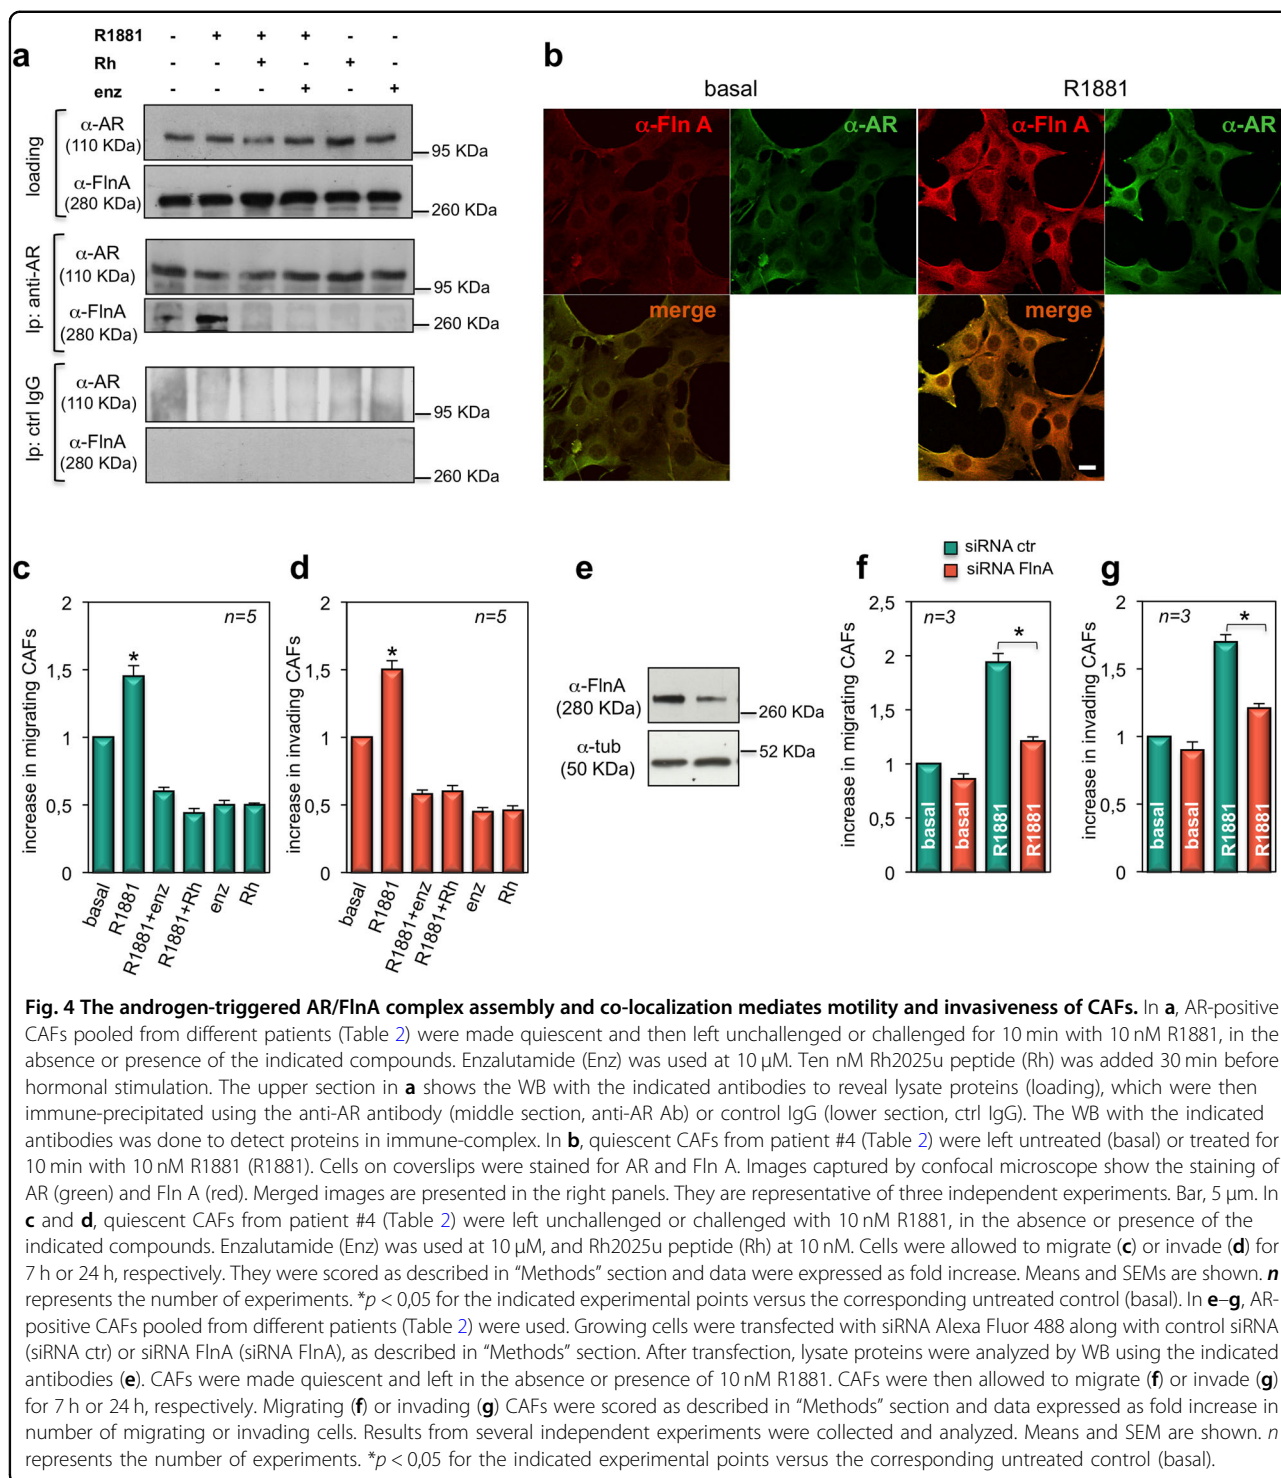 a
R1881 - + + + - -
Rh - - + - + -
enz - - - + - +
loading
α-AR
(110 KDa)
95 KDa
α-FlnA
(280 KDa)
260 KDa
Ip: anti-AR
α-AR
(110 KDa)
95 KDa
α-FlnA
(280 KDa)
260 KDa
Ip: ctrl IgG
α-AR
(110 KDa)
95 KDa
α-FlnA
(280 KDa)
260 KDa
b
basal
R1881
α-Fln A
α-AR
α-Fln A
α-AR
merge
merge
c
increase in migrating CAFs
2
1,5
1
0,5
0
n=5
*
basal
R1881
R1881+enz
R1881+Rh
enz
Rh
d
increase in invading CAFs
2
1,5
1
0,5
0
n=5
*
basal
R1881
R1881+enz
R1881+Rh
enz
Rh
e
α-FlnA
(280 KDa)
260 KDa
α-tub
(50 KDa)
52 KDa
siRNA ctr
siRNA FlnA
f
increase in migrating CAFs
2,5
2
1,5
1
0,5
0
n=3
*
basal
basal
R1881
R1881
g
increase in invading CAFs
2
1,5
1
0,5
0
n=3
*
basal
basal
R1881
R1881
Fig. 4 The androgen-triggered AR/FlnA complex assembly and co-localization mediates motility and invasiveness of CAFs. In a, AR-positive
CAFs pooled from different patients (Table 2) were made quiescent and then left unchallenged or challenged for 10 min with 10 nM R1881, in the
absence or presence of the indicated compounds. Enzalutamide (Enz) was used at 10 µM. Ten nM Rh2025u peptide (Rh) was added 30 min before
hormonal stimulation. The upper section in a shows the WB with the indicated antibodies to reveal lysate proteins (loading), which were then
immune-precipitated using the anti-AR antibody (middle section, anti-AR Ab) or control IgG (lower section, ctrl IgG). The WB with the indicated
antibodies was done to detect proteins in immune-complex. In b, quiescent CAFs from patient #4 (Table 2) were left untreated (basal) or treated for
10 min with 10 nM R1881 (R1881). Cells on coverslips were stained for AR and Fln A. Images captured by confocal microscope show the staining of
AR (green) and Fln A (red). Merged images are presented in the right panels. They are representative of three independent experiments. Bar, 5 µm. In
c and d, quiescent CAFs from patient #4 (Table 2) were left unchallenged or challenged with 10 nM R1881, in the absence or presence of the
indicated compounds. Enzalutamide (Enz) was used at 10 µM, and Rh2025u peptide (Rh) at 10 nM. Cells were allowed to migrate (c) or invade (d) for
7 h or 24 h, respectively. They were scored as described in “Methods” section and data were expressed as fold increase. Means and SEMs are shown. n
represents the number of experiments. *p < 0,05 for the indicated experimental points versus the corresponding untreated control (basal). In e–g, AR-
positive CAFs pooled from different patients (Table 2) were used. Growing cells were transfected with siRNA Alexa Fluor 488 along with control siRNA
(siRNA ctr) or siRNA FlnA (siRNA FlnA), as described in “Methods” section. After transfection, lysate proteins were analyzed by WB using the indicated
antibodies (e). CAFs were made quiescent and left in the absence or presence of 10 nM R1881. CAFs were then allowed to migrate (f) or invade (g)
for 7 h or 24 h, respectively. Migrating (f) or invading (g) CAFs were scored as described in “Methods” section and data expressed as fold increase in
number of migrating or invading cells. Results from several independent experiments were collected and analyzed. Means and SEM are shown. n
represents the number of experiments. *p < 0,05 for the indicated experimental points versus the corresponding untreated control (basal).